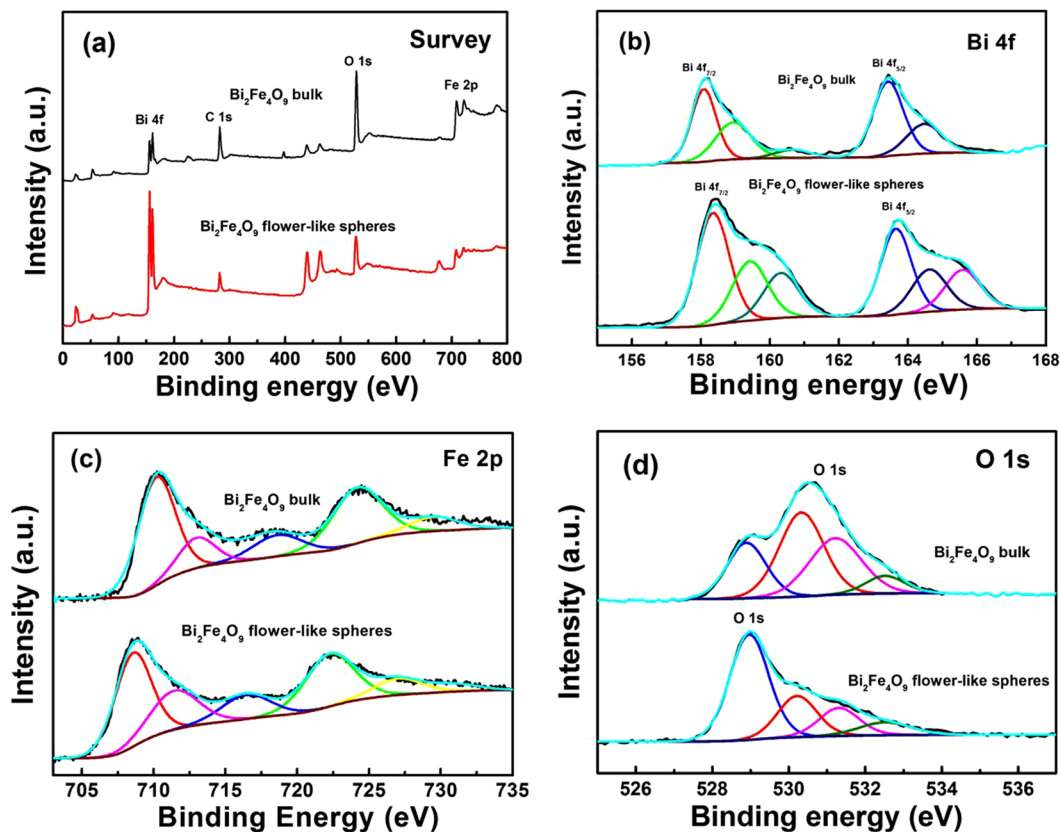 (a)
Survey
O 1s
Fe 2p
Bi₂Fe₄O₉ bulk
C 1s
Bi 4f
Bi₂Fe₄O₉ flower-like spheres
Intensity (a.u.)
0 100 200 300 400 500 600 700 800
Binding energy (eV)
(b)
Bi 4f
Bi 4f₇/₂
Bi 4f₅/₂
Bi₂Fe₄O₉ bulk
Bi 4f₇/₂
Bi₂Fe₄O₉ flower-like spheres
Bi 4f₅/₂
Intensity (a.u.)
156 158 160 162 164 166 168
Binding energy (eV)
(c)
Fe 2p
Bi₂Fe₄O₉ bulk
Bi₂Fe₄O₉ flower-like spheres
Intensity (a.u.)
705 710 715 720 725 730 735
Binding Energy (eV)
(d)
O 1s
O 1s
Bi₂Fe₄O₉ bulk
O 1s
Bi₂Fe₄O₉ flower-like spheres
Intensity (a.u.)
526 528 530 532 534 536
Binding energy (eV)